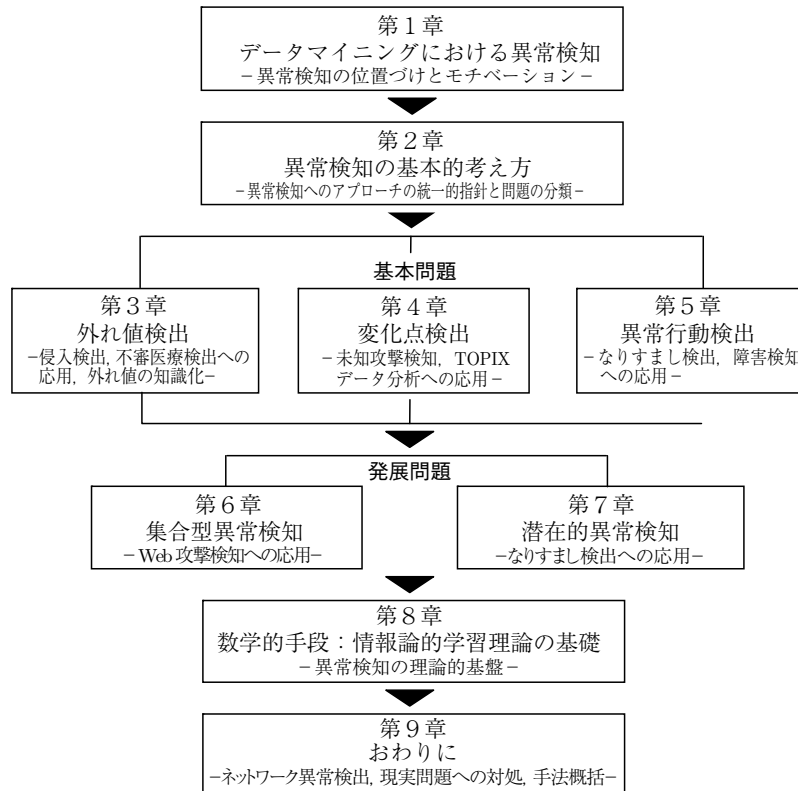 第１章
データマイニングにおける異常検知
−異常検知の位置づけとモチベーション−
第２章
異常検知の基本的考え方
−異常検知へのアプローチの統一的指針と問題の分類−
基本問題
第３章
外れ値検出
−侵入検出, 不審医療検出への
応用, 外れ値の知識化−
第４章
変化点検出
−未知攻撃検知, TOPIX
データ分析への応用−
第５章
異常行動検出
−なりすまし検出, 障害検知
への応用−
発展問題
第６章
集合型異常検知
−Web 攻撃検知への応用−
第７章
潜在的異常検知
−なりすまし検出への応用−
第８章
数学的手段：情報論的学習理論の基礎
−異常検知の理論的基盤−
第９章
おわりに
−ネットワーク異常検出, 現実問題への対処, 手法概括−